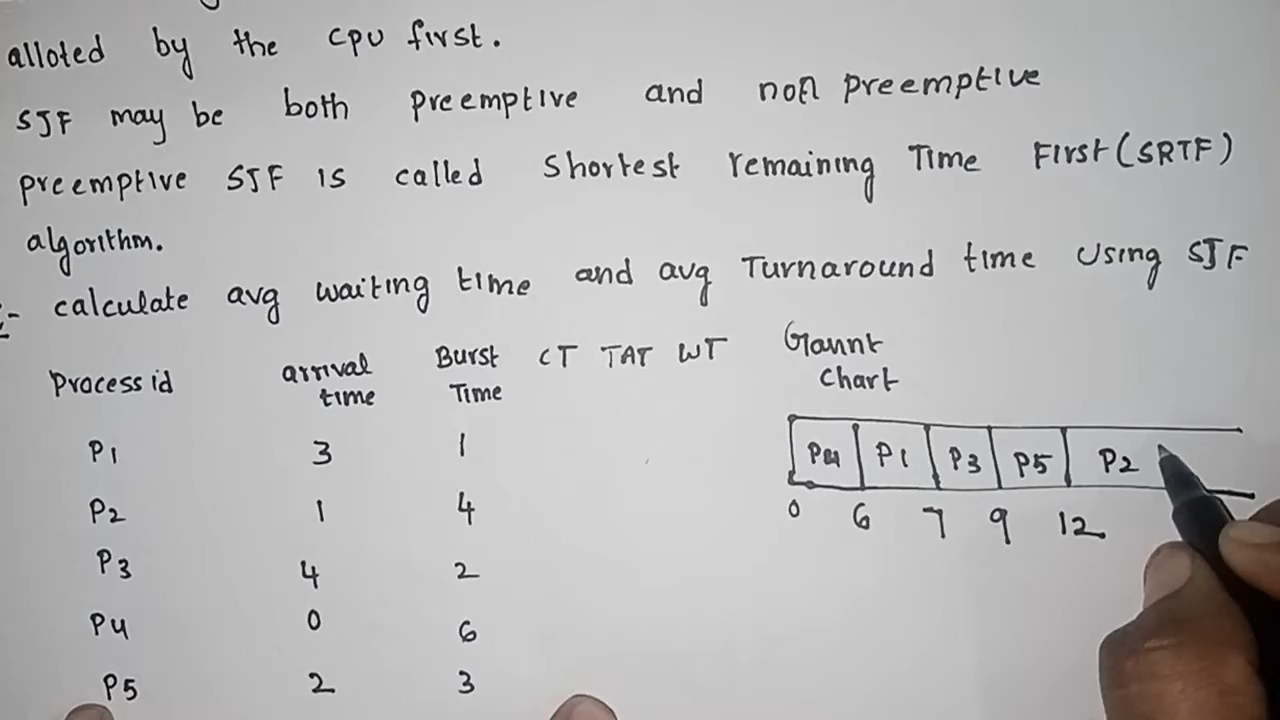 alloted by the CPU first.
SJF may be both preemptive and non preemptive
preemptive SJF is called Shortest remaining Time First (SRTF)
algorithm.
calculate avg waiting time and avg Turnaround time using SJF
Process id arrival time Burst Time CT TAT WT Gannt chart
P1 3 1
P2 1 4
P3 4 2
P4 0 6
P5 2 3
P4 P1 P3 P5 P2
0 6 7 9 12